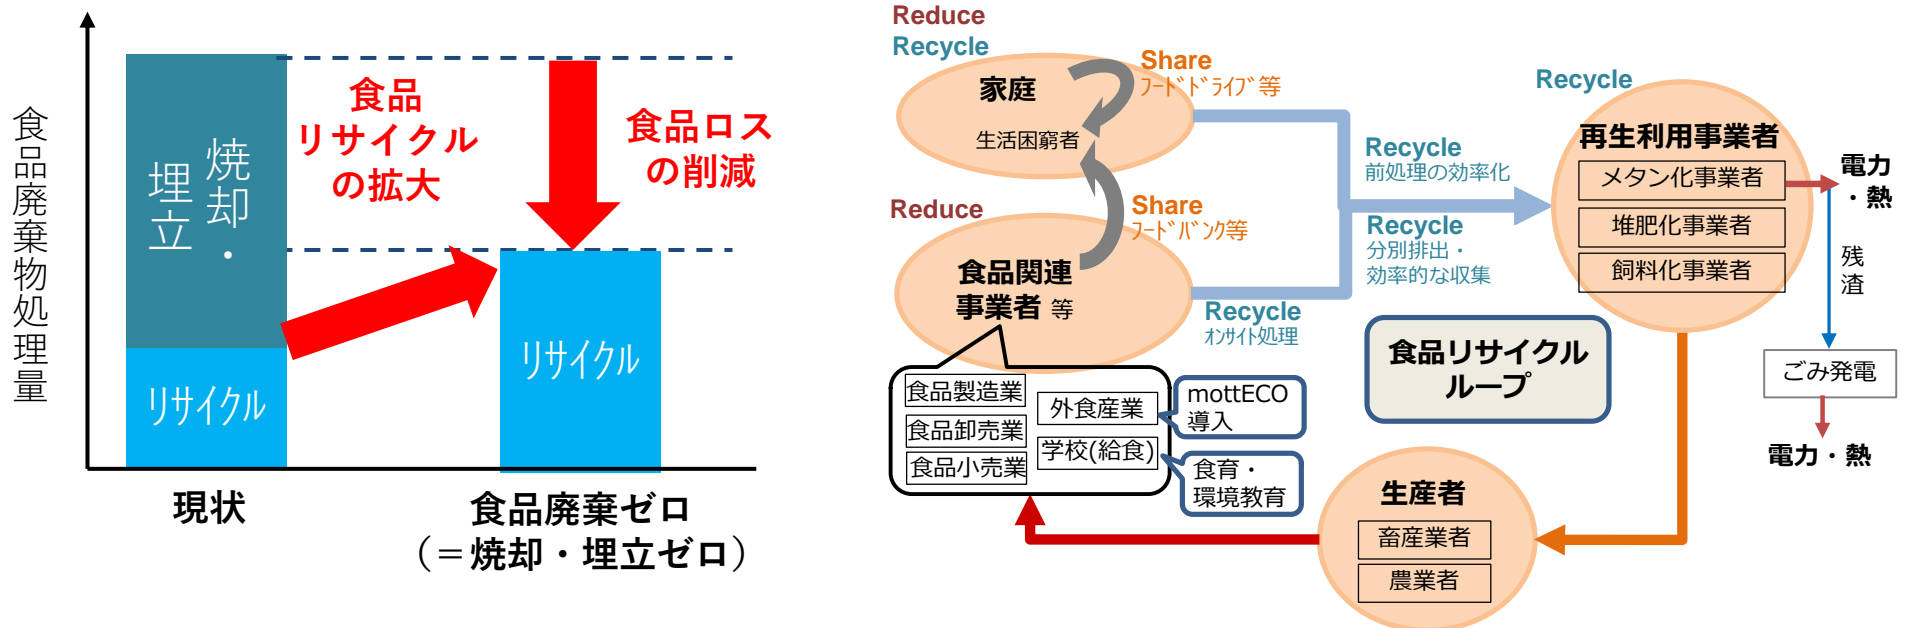 食品廃棄物処理量
焼却・
埋立
リサイクル
食品
リサイクル
の拡大
食品ロス
の削減
リサイクル
現状
食品廃棄ゼロ
（＝焼却・埋立ゼロ）
Reduce
Recycle
家庭
生活困窮者
Share
ﾌｰﾄﾞﾄﾞﾗｲﾌﾞ等
Reduce
Share
ﾌｰﾄﾞﾊﾞﾝｸ等
食品関連
事業者 等
Recycle
ｵﾝｻｲﾄ処理
Recycle
前処理の効率化
Recycle
分別排出・
効率的な収集
Recycle
再生利用事業者
メタン化事業者
堆肥化事業者
飼料化事業者
電力
・熱
残渣
ごみ発電
電力・熱
食品リサイクル
ループ
食品製造業
食品卸売業
食品小売業
外食産業
学校(給食)
mottECO
導入
食育・
環境教育
生産者
畜産業者
農業者